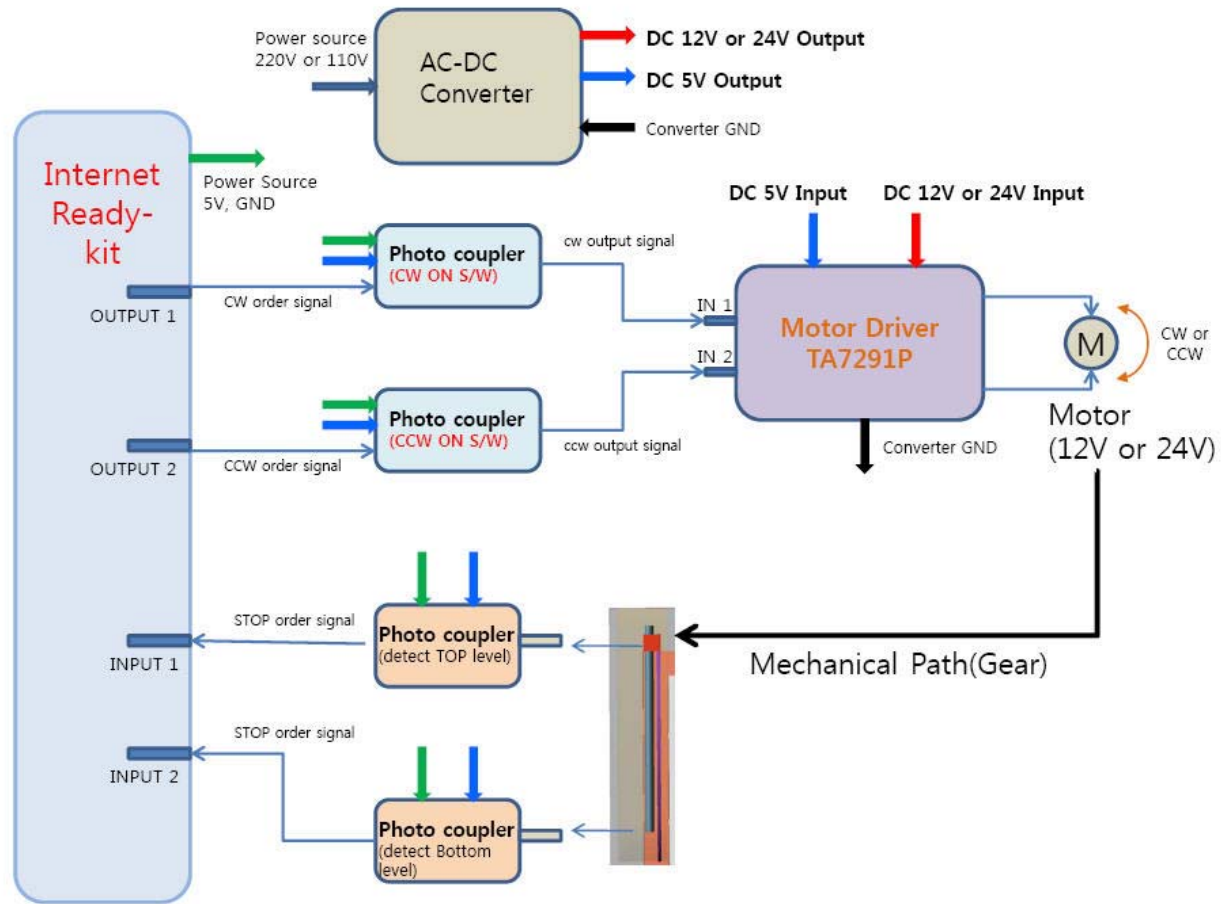 Power source
220V or 110V
AC-DC
Converter
DC 12V or 24V Output
DC 5V Output
Converter GND
Internet
Ready-
kit
Power Source
5V, GND
OUTPUT 1
CW order signal
Photo coupler
(CW ON S/W)
cw output signal
DC 5V Input
DC 12V or 24V Input
IN 1
IN 2
Motor Driver
TA7291P
M
CW or
CCW
Motor
(12V or 24V)
Converter GND
OUTPUT 2
CCW order signal
Photo coupler
(CCW ON S/W)
ccw output signal
INPUT 1
STOP order signal
Photo coupler
(detect TOP level)
Mechanical Path(Gear)
INPUT 2
STOP order signal
Photo coupler
(detect Bottom
level)